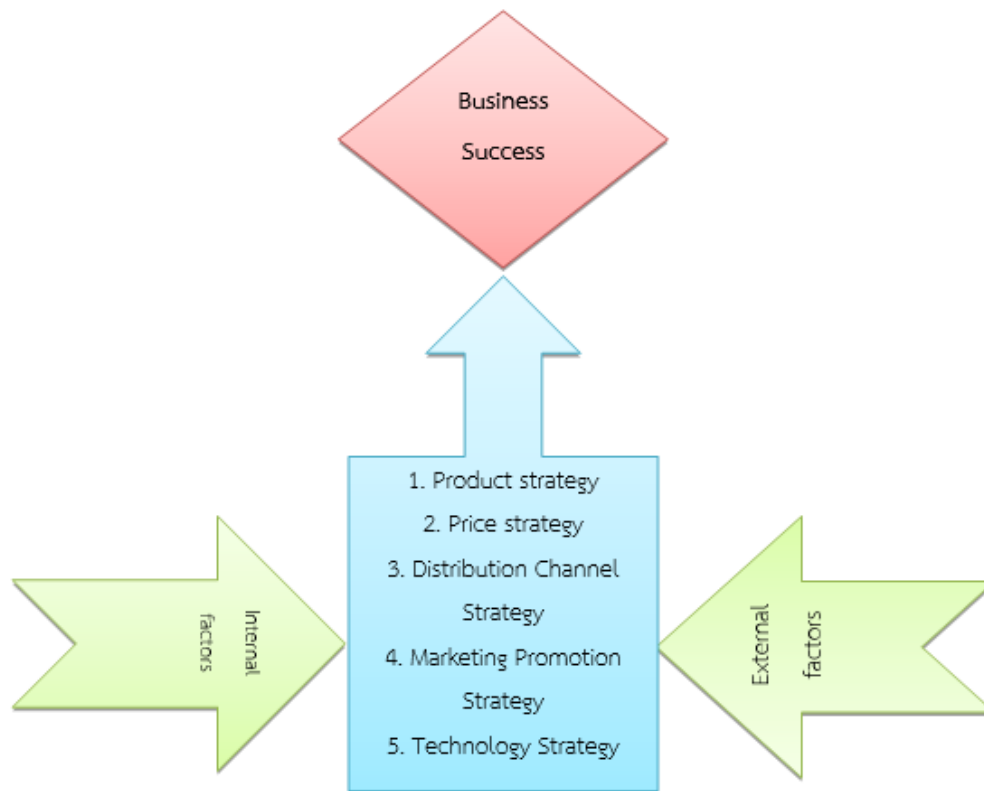 Business
Success
1. Product strategy
2. Price strategy
3. Distribution Channel
Strategy
4. Marketing Promotion
Strategy
5. Technology Strategy
Internal
factors
External
factors